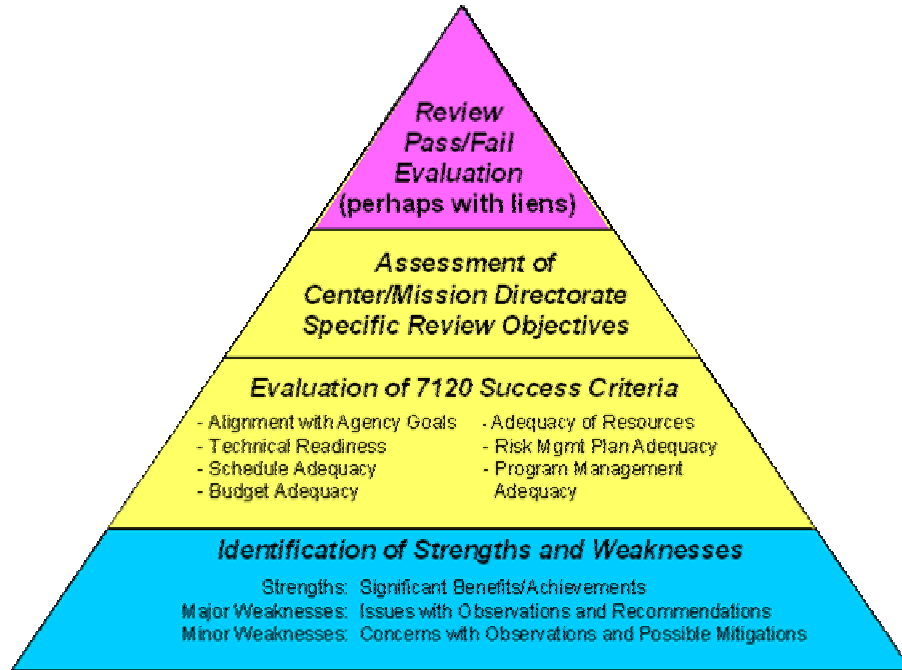 Review
Pass/Fail
Evaluation
(perhaps with liens)
Assessment of
Center/Mission Directorate
Specific Review Objectives
Evaluation of 7120 Success Criteria
- Alignment with Agency Goals
- Technical Readiness
- Schedule Adequacy
- Budget Adequacy
- Adequacy of Resources
- Risk Mgmt Plan Adequacy
- Program Management
Adequacy
Identification of Strengths and Weaknesses
Strengths: Significant Benefits/Achievements
Major Weaknesses: Issues with Observations and Recommendations
Minor Weaknesses: Concerns with Observations and Possible Mitigations